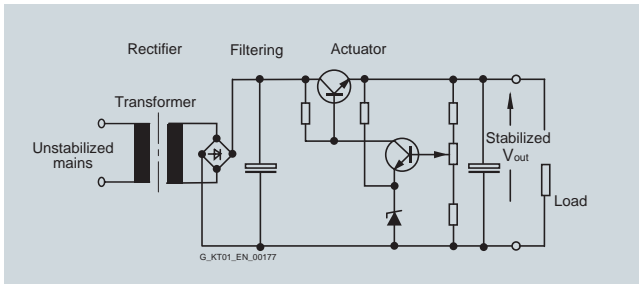 Rectifier
Filtering
Actuator
Transformer
Unstabilized
mains
Stabilized
Vout
Load
G_KT01_EN_00177